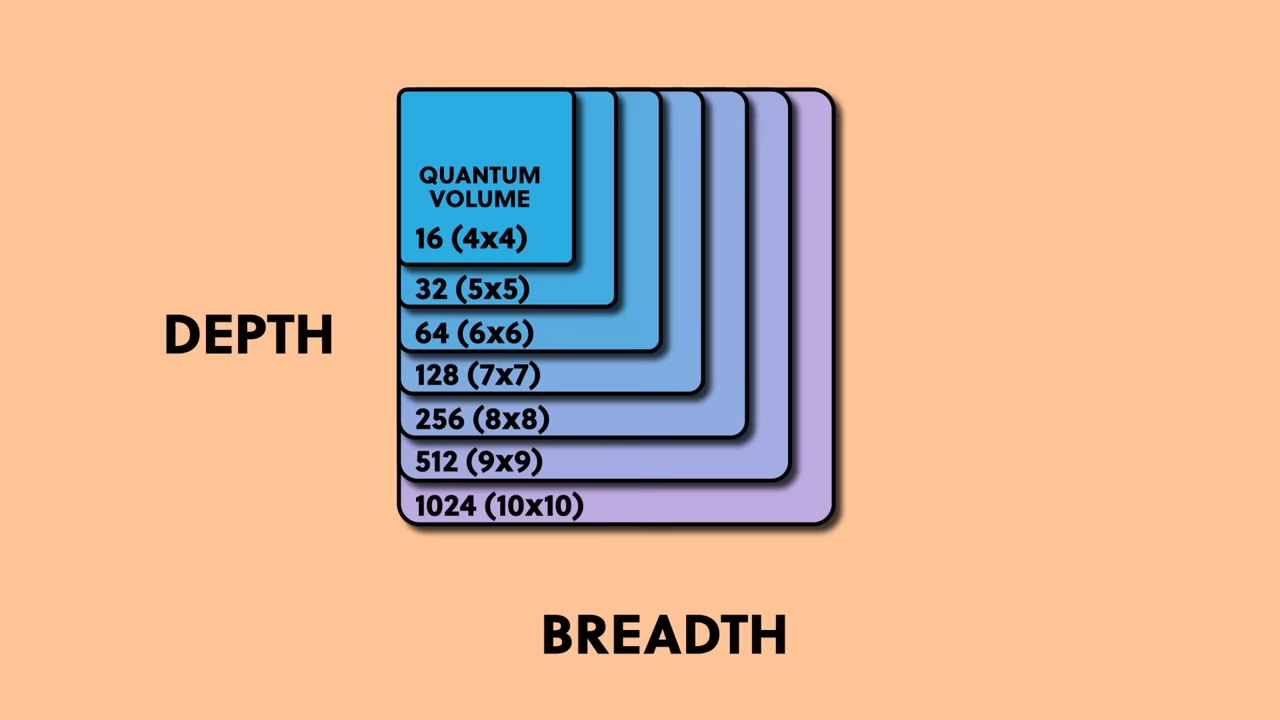 QUANTUM
VOLUME
16 (4x4)
32 (5x5)
64 (6x6)
128 (7x7)
256 (8x8)
512 (9x9)
1024 (10x10)
DEPTH
BREADTH